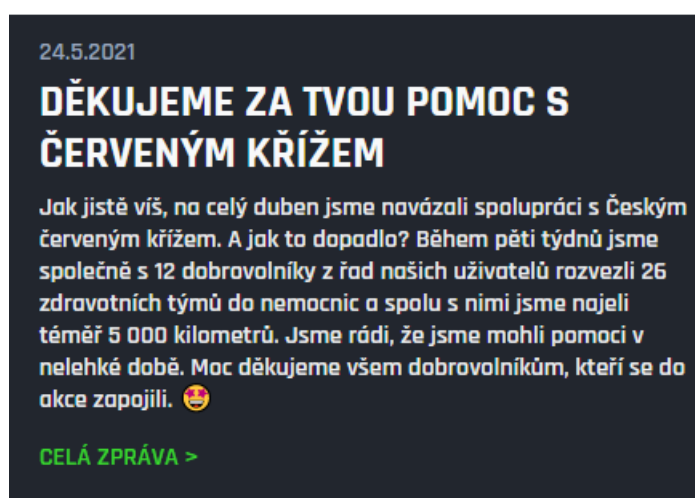 24.5.2021
DĚKUJEME ZA TVOU POMOC S
ČERVENÝM KŘÍŽEM
Jak jistě víš, na celý duben jsme navázali spolupráci s Českým
červeným křížem. A jak to dopadlo? Během pěti týdnů jsme
společně s 12 dobrovolníky z řad našich uživatelů rozvezli 26
zdravotních týmů do nemocnic a spolu s nimi jsme najeli
téměř 5 000 kilometrů. Jsme rádi, že jsme mohli pomoci v
nelehké době. Moc děkujeme všem dobrovolníkům, kteří se do
akce zapojili. 🤩
CELÁ ZPRÁVA >